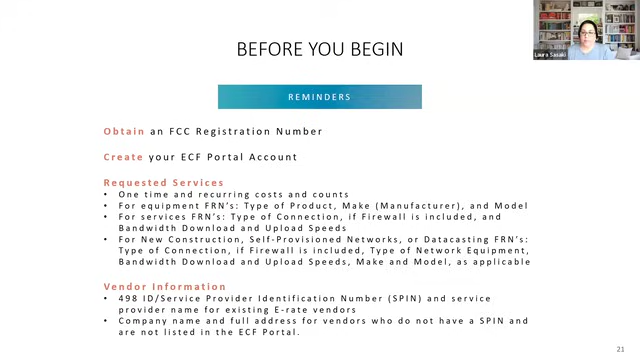 BEFORE YOU BEGIN
REMINDERS
Obtain an FCC Registration Number
Create your ECF Portal Account
Requested Services
• One time and recurring costs and counts
• For equipment FRN's: Type of Product, Make (Manufacturer), and Model
• For services FRN's: Type of Connection, if Firewall is included, and
Bandwidth Download and Upload Speeds
• For New Construction, Self-Provisioned Networks, or Datacasting FRN's:
Type of Connection, if Firewall is included, Type of Network Equipment,
Bandwidth Download and Upload Speeds, Make and Model, as applicable
Vendor Information
• 498 ID/Service Provider Identification Number (SPIN) and service
provider name for existing E-rate vendors
• Company name and full address for vendors who do not have a SPIN and
are not listed in the ECF Portal.
Laura Sasaki
21